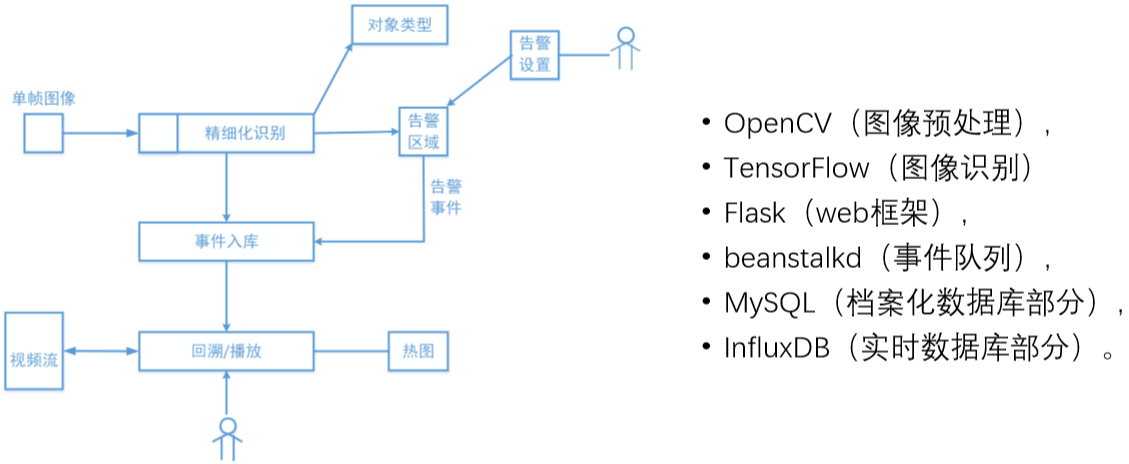 对象类型
告警
设置
单帧图像
精细化识别
告警
区域
告警
事件
事件入库
视频流
回溯/播放
热图
• OpenCV（图像预处理）,
• TensorFlow（图像识别）
• Flask（web框架）,
• beanstalkd（事件队列）,
• MySQL（档案化数据库部分）,
• InfluxDB（实时数据库部分）。